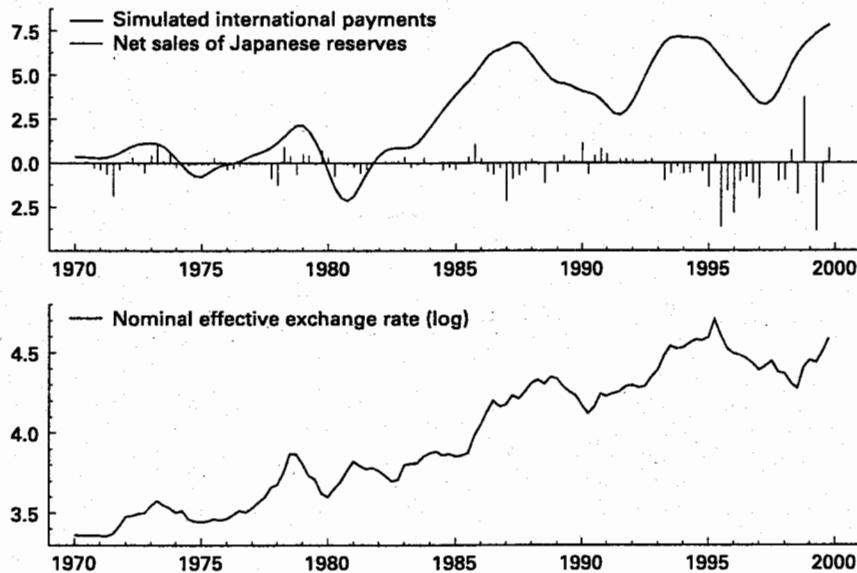 Simulated international payments
Net sales of Japanese reserves
7.5
5.0
2.5
0.0
2.5
1970 1975 1980 1985 1990 1995 2000
Nominal effective exchange rate (log)
4.5
4.0
3.5
1970 1975 1980 1985 1990 1995 2000